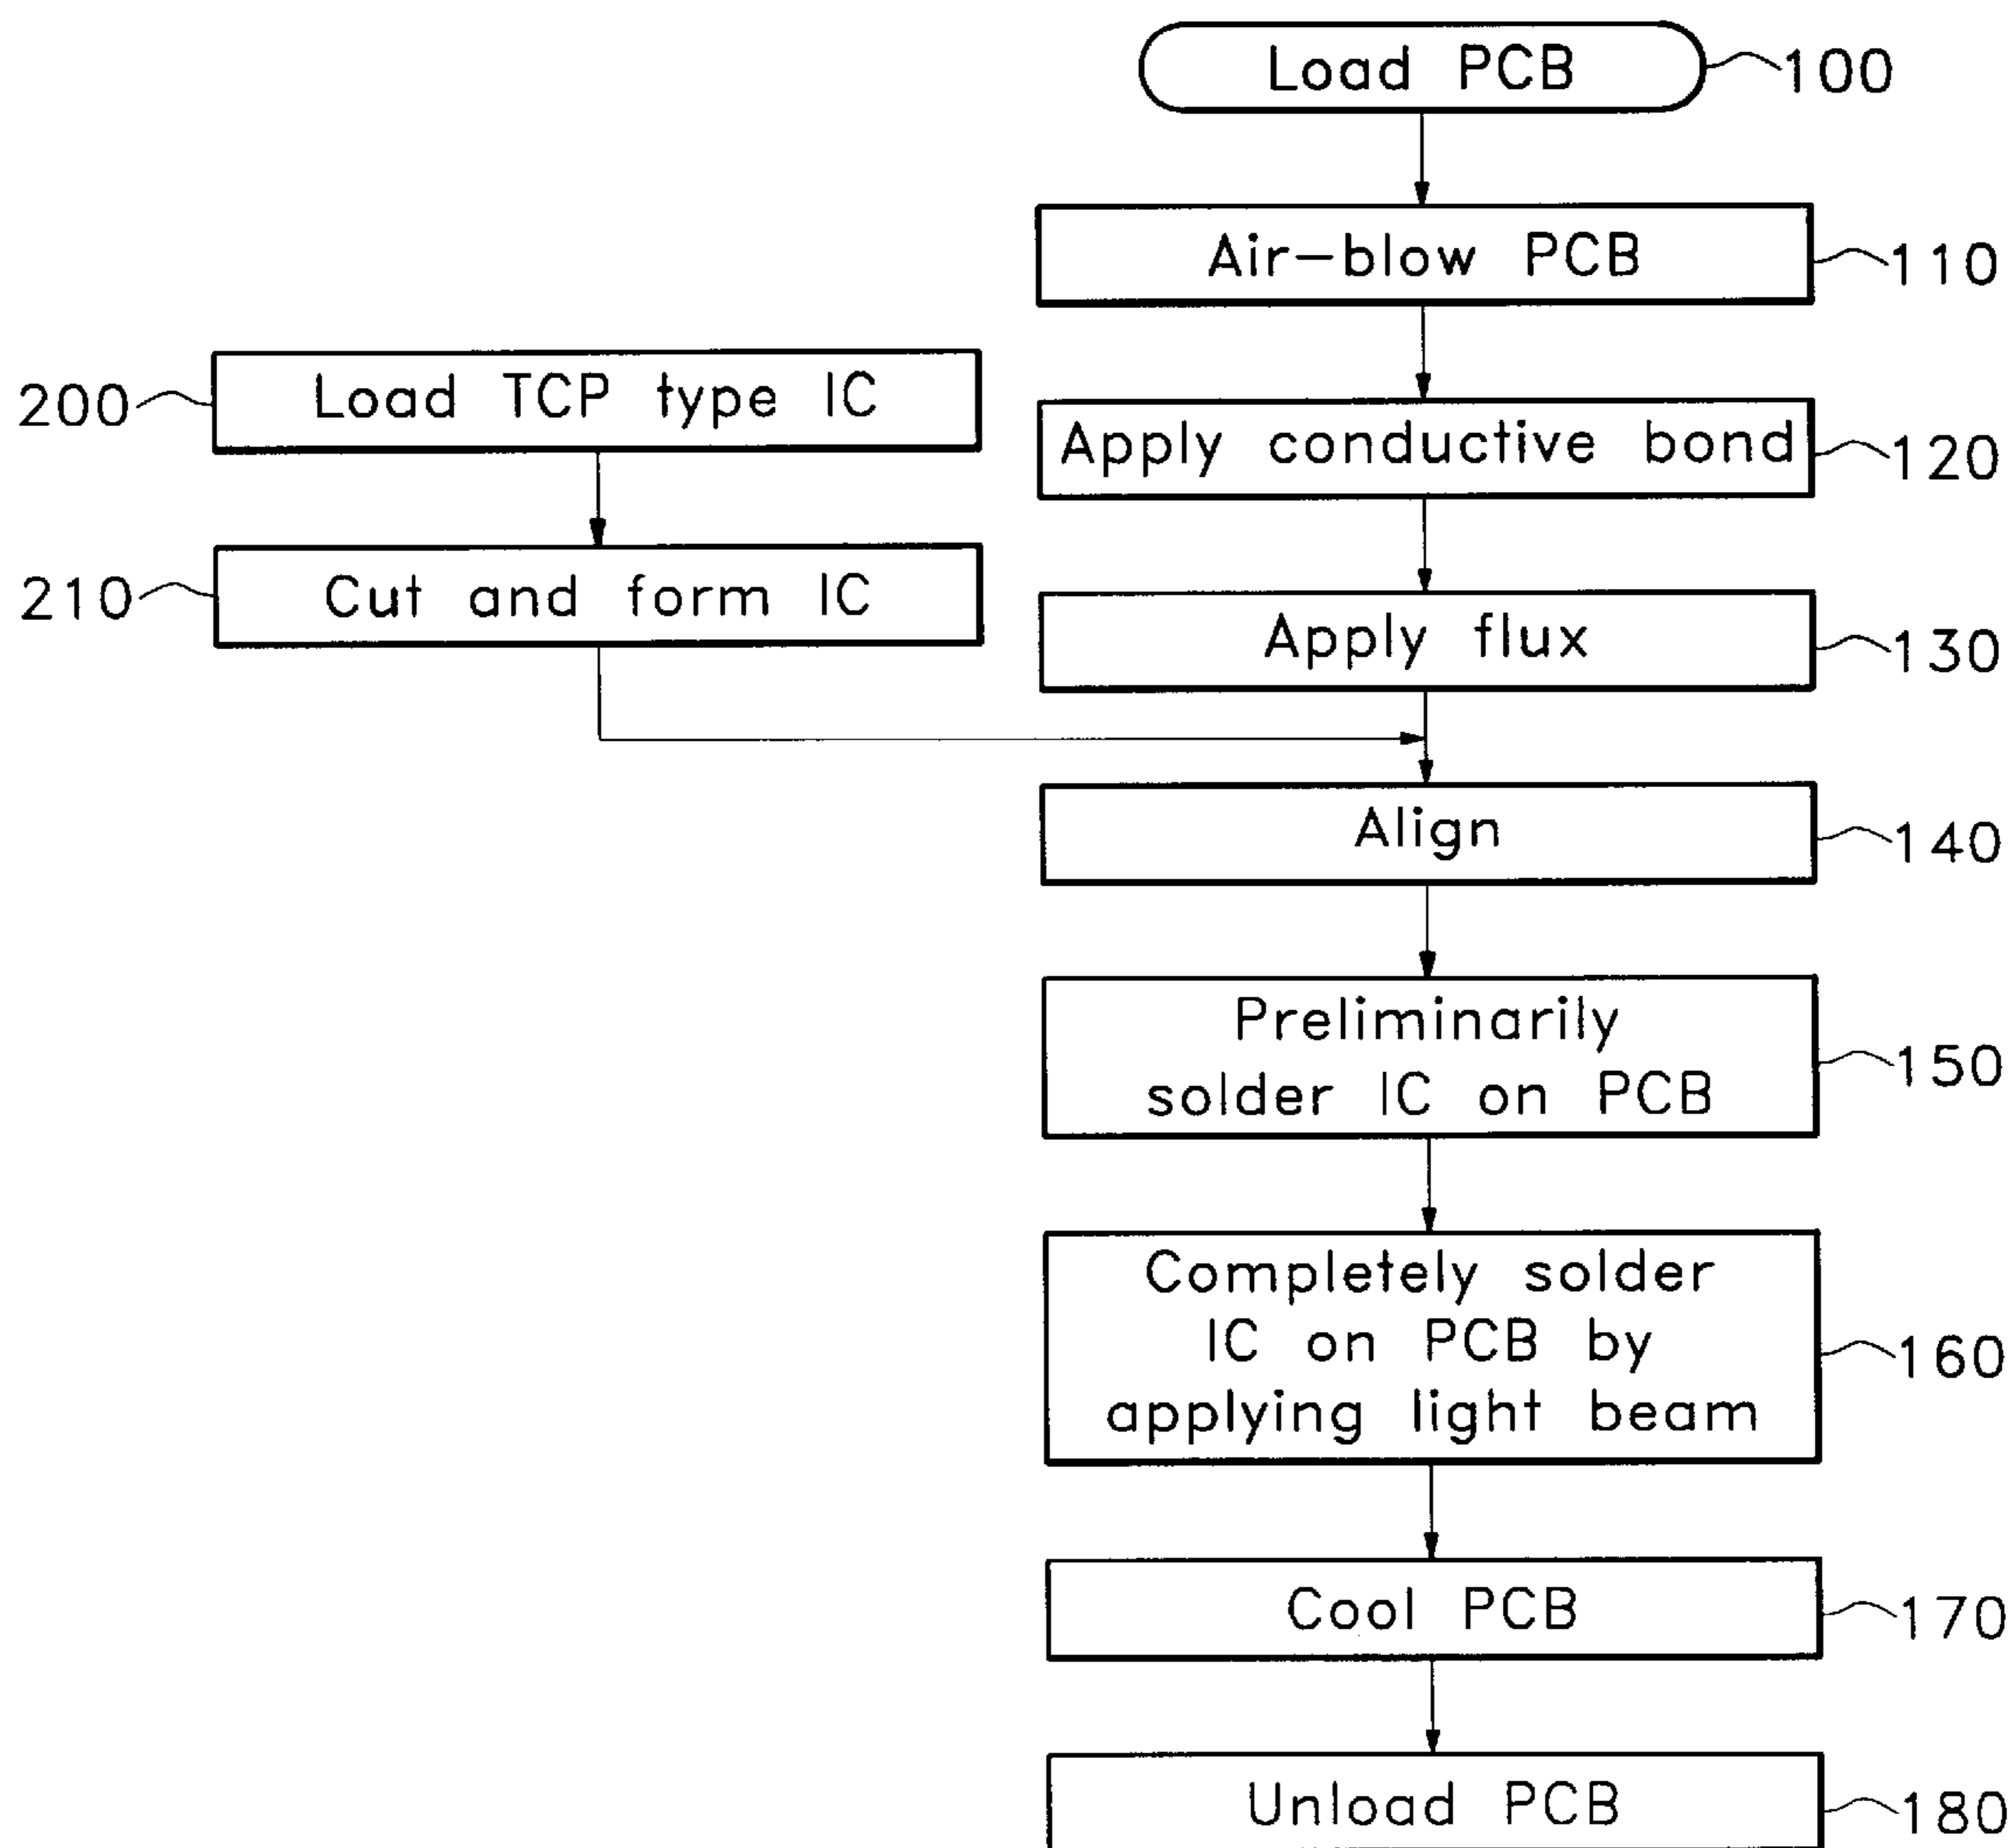 Load PCB
100
Air-blow PCB
110
Load TCP type IC
200
Apply conductive bond
120
Cut and form IC
210
Apply flux
130
Align
140
Preliminarily
solder IC on PCB
150
Completely solder
IC on PCB by
applying light beam
160
Cool PCB
170
Unload PCB
180